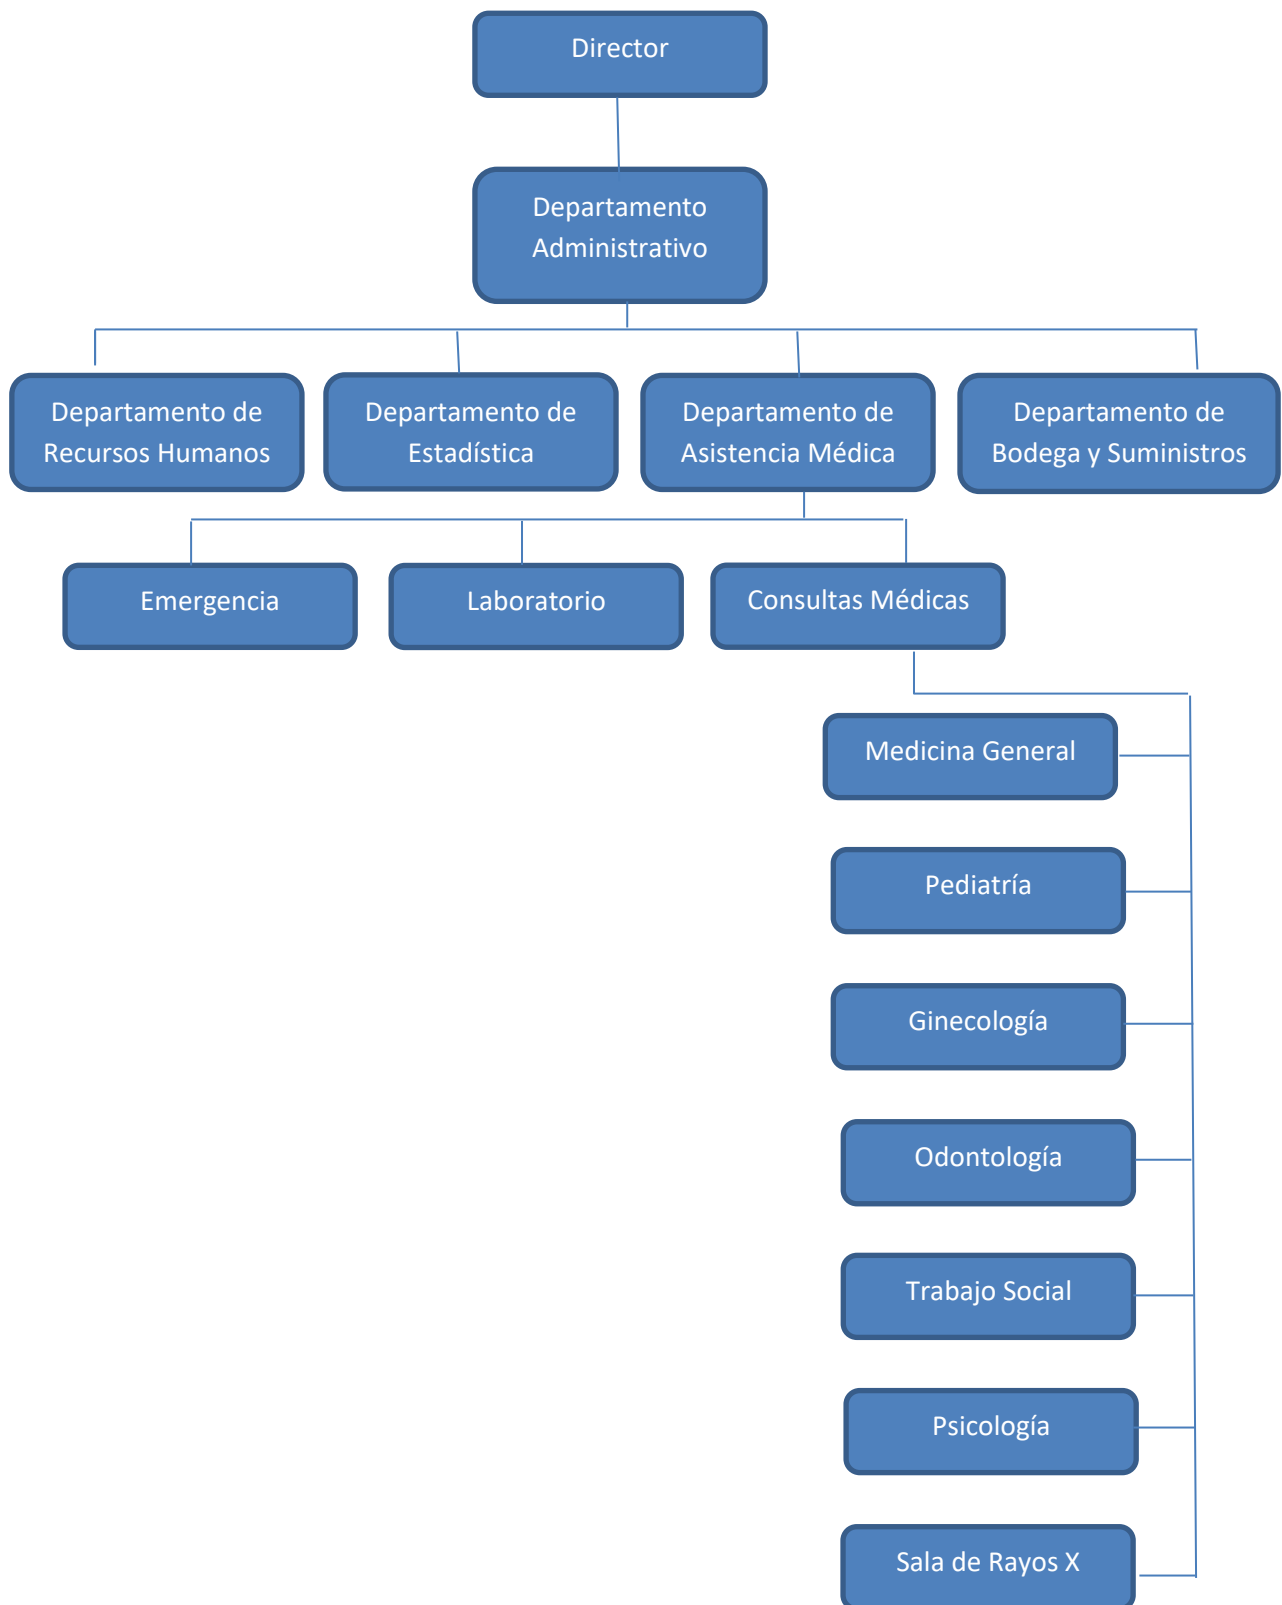 Director
Departamento
Administrativo
Departamento de
Recursos Humanos
Departamento de
Estadística
Departamento de
Asistencia Médica
Departamento de
Bodega y Suministros
Emergencia
Laboratorio
Consultas Médicas
Medicina General
Pediatría
Ginecología
Odontología
Trabajo Social
Psicología
Sala de Rayos X